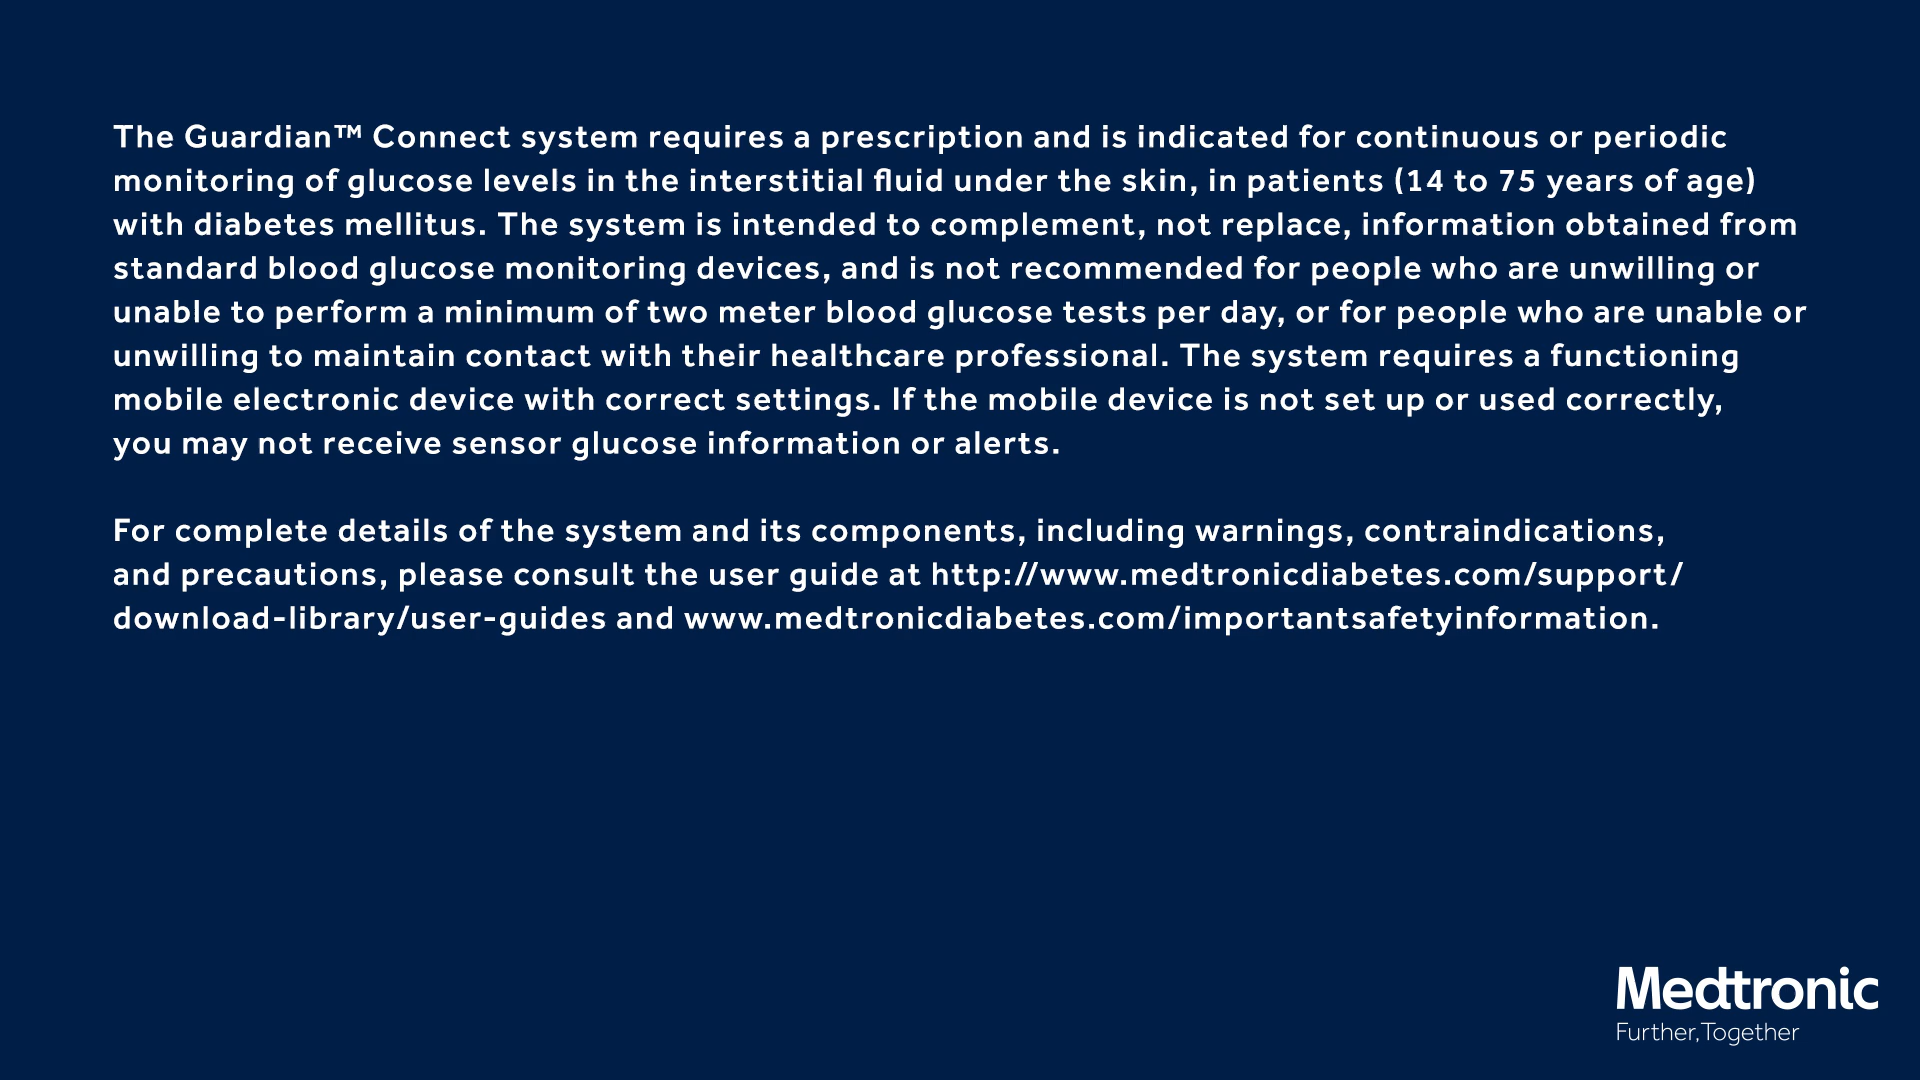 The Guardian™ Connect system requires a prescription and is indicated for continuous or periodic
monitoring of glucose levels in the interstitial fluid under the skin, in patients (14 to 75 years of age)
with diabetes mellitus. The system is intended to complement, not replace, information obtained from
standard blood glucose monitoring devices, and is not recommended for people who are unwilling or
unable to perform a minimum of two meter blood glucose tests per day, or for people who are unable or
unwilling to maintain contact with their healthcare professional. The system requires a functioning
mobile electronic device with correct settings. If the mobile device is not set up or used correctly,
you may not receive sensor glucose information or alerts.
For complete details of the system and its components, including warnings, contraindications,
and precautions, please consult the user guide at http://www.medtronicdiabetes.com/support/
download-library/user-guides and www.medtronicdiabetes.com/importantsafetyinformation.
Medtronic
Further, Together